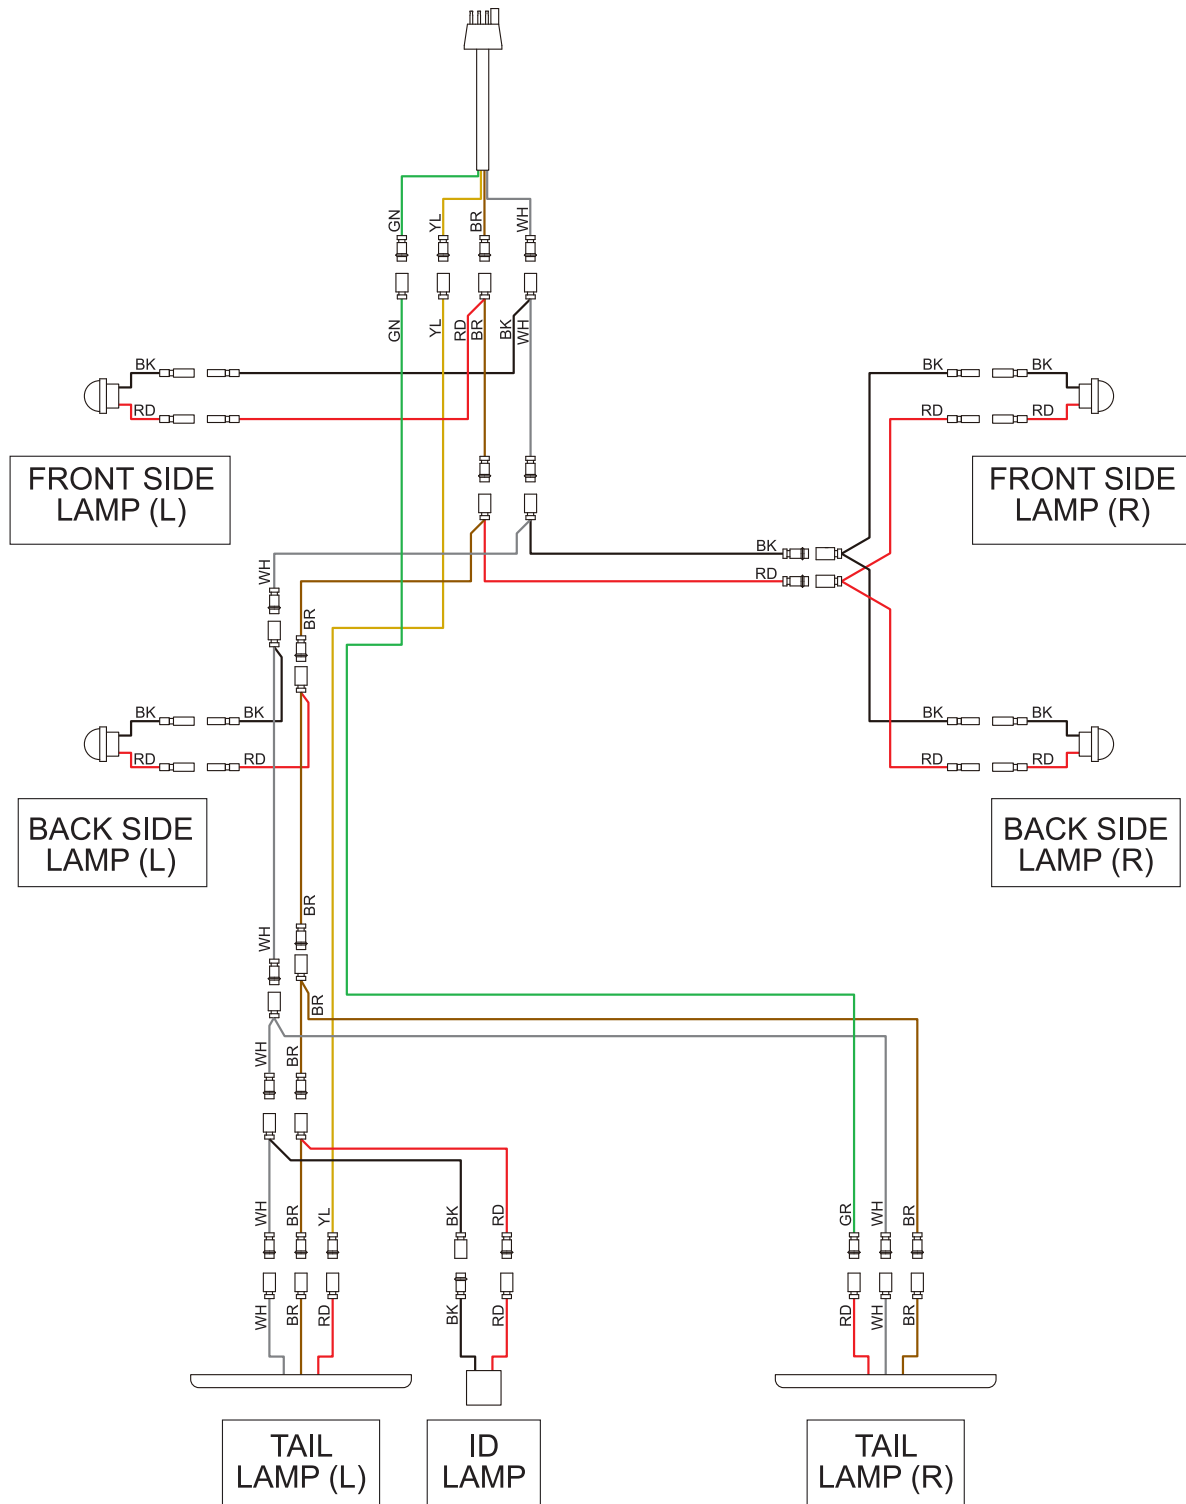 GN
YL
BR
WH
GN
YL
RD
BR
BK
WH
BK
RD
BK
BK
RD
RD
FRONT SIDE
LAMP (L)
FRONT SIDE
LAMP (R)
BK
RD
WH
BR
BK
BK
RD
RD
BK
BK
RD
RD
BACK SIDE
LAMP (L)
BACK SIDE
LAMP (R)
BR
WH
BR
WH
BR
WH
BR
YL
BK
RD
GR
WH
BR
WH
BR
RD
BK
RD
RD
WH
BR
TAIL
LAMP (L)
ID
LAMP
TAIL
LAMP (R)